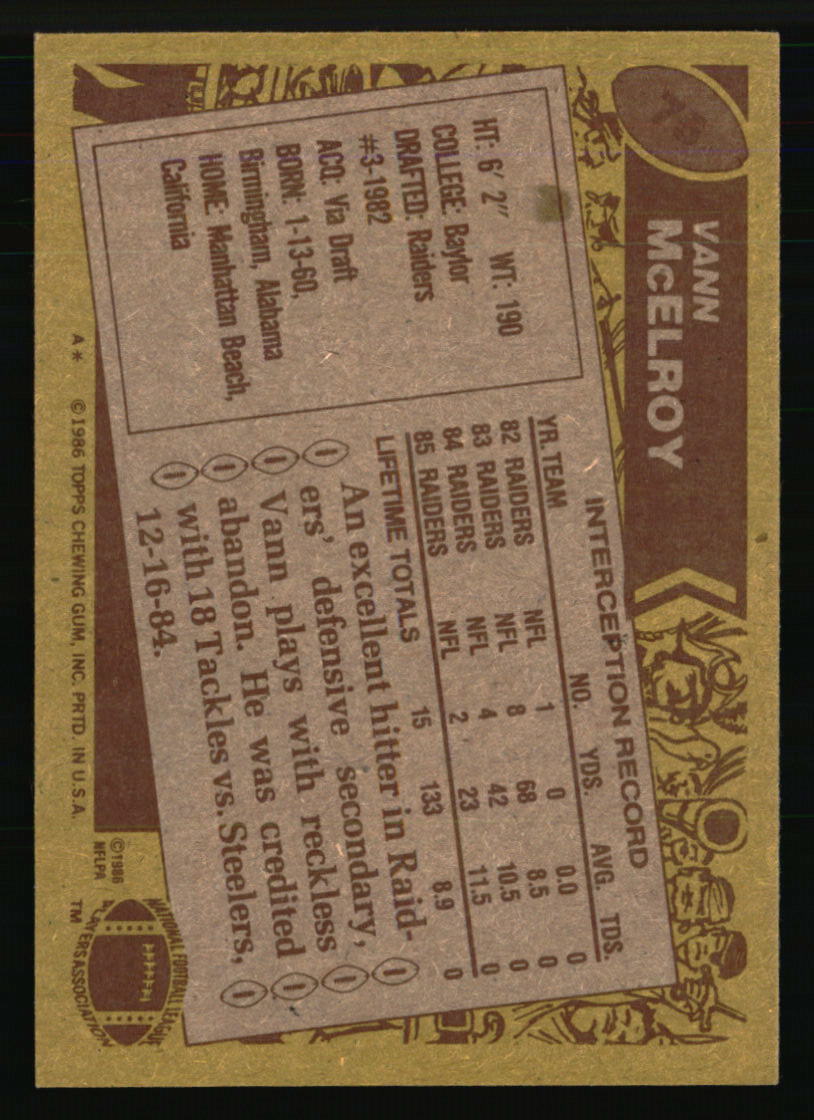 VANN
McELROY
HT: 6' 2" WT: 190
COLLEGE: Baylor
DRAFTED: Raiders
#3-1982
ACQ: Via Draft
BORN: 1-13-60,
Birmingham, Alabama
HOME: Manhattan Beach,
California
INTERCEPTION RECORD
YR. TEAM NO. YDS. AVG. TDS.
82 RAIDERS NFL 1 0 0.0 0
83 RAIDERS NFL 8 68 8.5 0
84 RAIDERS NFL 4 42 10.5 0
85 RAIDERS NFL 2 23 11.5 0
LIFETIME TOTALS 15 133 8.9 0
An excellent hitter in Raid-
ers' defensive secondary,
Vann plays with reckless
abandon. He was credited
with 18 Tackles vs. Steelers,
12-16-84.
A* ©1986 TOPPS CHEWING GUM, INC. PRTD. IN U.S.A.
©1986
NFLPA
TM
NATIONAL FOOTBALL LEAGUE
PLAYERS ASSOCIATION